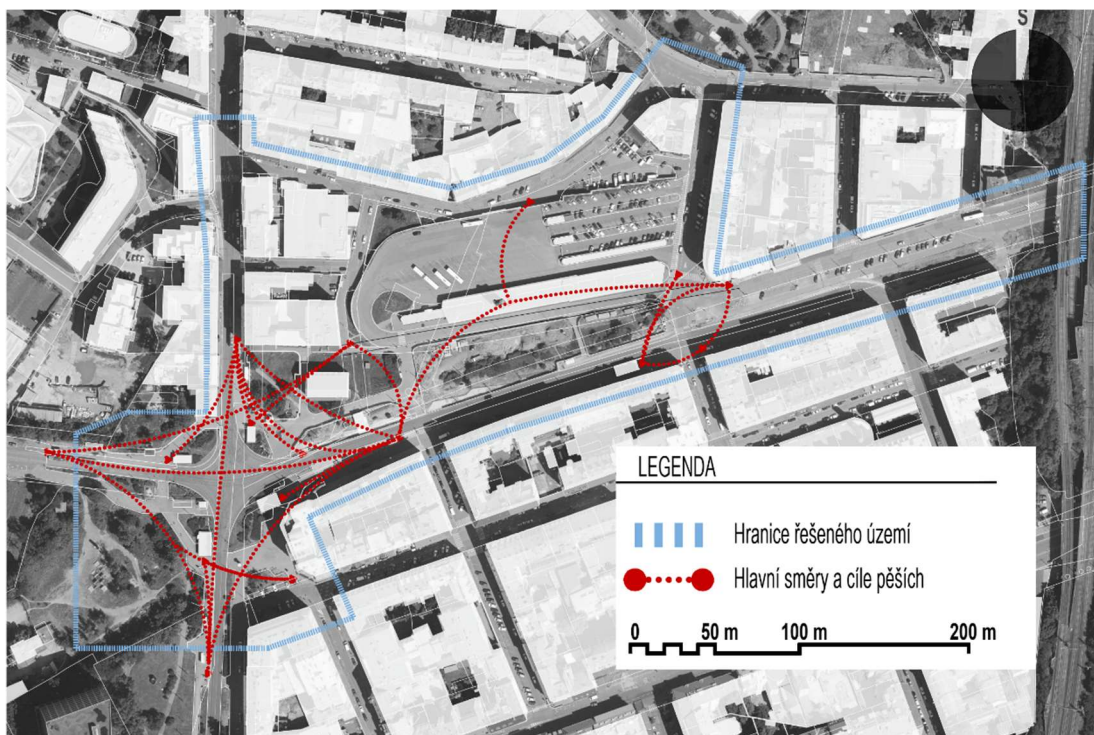 S
LEGENDA
Hranice řešeného území
Hlavní směry a cíle pěších
0 50 m 100 m 200 m